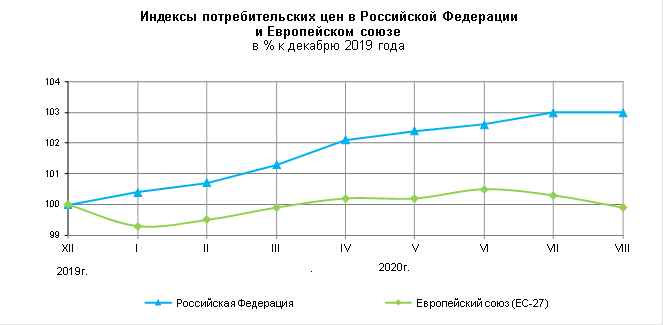 Индексы потребительских цен в Российской Федерации
и Европейском союзе
в % к декабрю 2019 года
104
103
102
101
100
99
XII I II III IV V VI VII VIII
2019г. 2020г.
Российская Федерация Европейский союз (ЕС-27)